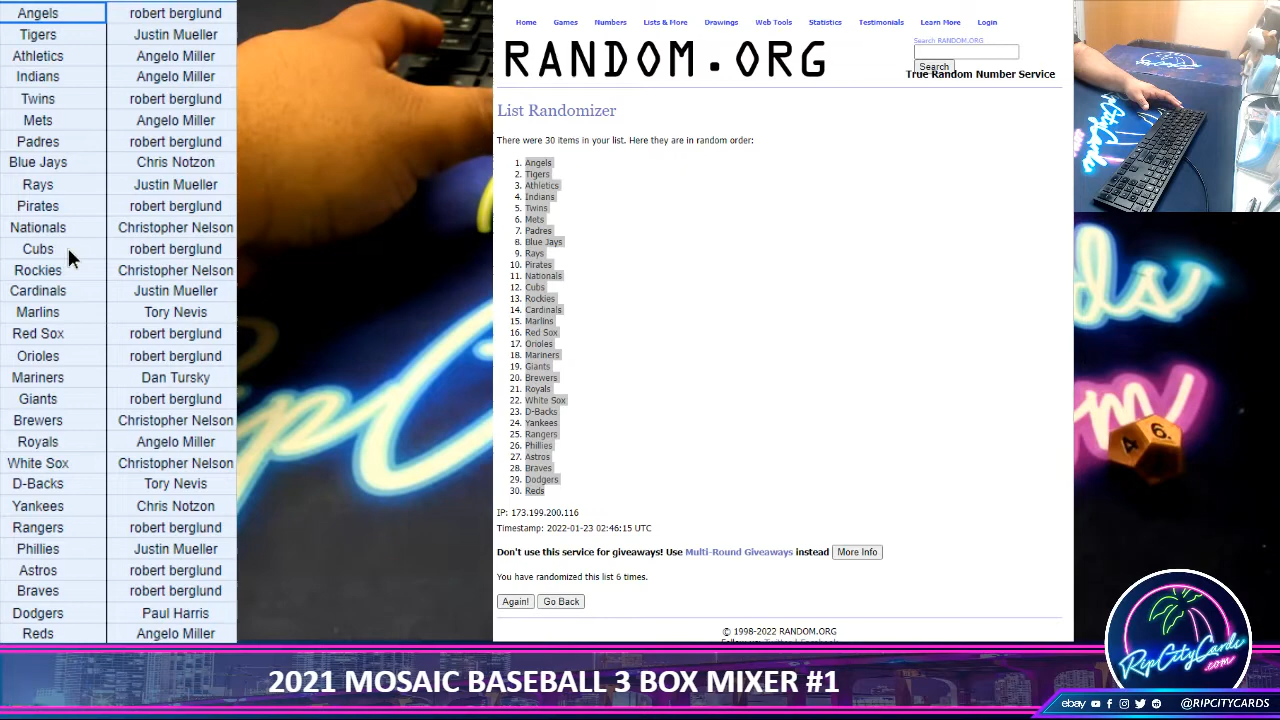 Angels robert berglund
Tigers Justin Mueller
Athletics Angelo Miller
Indians Angelo Miller
Twins robert berglund
Mets Angelo Miller
Padres robert berglund
Blue Jays Chris Notzon
Rays Justin Mueller
Pirates robert berglund
Nationals Christopher Nelson
Cubs robert berglund
Rockies Christopher Nelson
Cardinals Justin Mueller
Marlins Tory Nevis
Red Sox robert berglund
Orioles robert berglund
Mariners Dan Tursky
Giants robert berglund
Brewers Christopher Nelson
Royals Angelo Miller
White Sox Christopher Nelson
D-Backs Tory Nevis
Yankees Chris Notzon
Rangers robert berglund
Phillies Justin Mueller
Astros robert berglund
Braves robert berglund
Dodgers Paul Harris
Reds Angelo Miller
Home Games Numbers Lists & More Drawings Web Tools Statistics Testimonials Learn More Login
RANDOM.ORG
Search RANDOM.ORG
Search
True Random Number Service
List Randomizer
There were 30 items in your list. Here they are in random order:
1. Angels
2. Tigers
3. Athletics
4. Indians
5. Twins
6. Mets
7. Padres
8. Blue Jays
9. Rays
10. Pirates
11. Nationals
12. Cubs
13. Rockies
14. Cardinals
15. Marlins
16. Red Sox
17. Orioles
18. Mariners
19. Giants
20. Brewers
21. Royals
22. White Sox
23. D-Backs
24. Yankees
25. Rangers
26. Phillies
27. Astros
28. Braves
29. Dodgers
30. Reds
IP: 173.199.200.116
Timestamp: 2022-01-23 02:46:15 UTC
Don't use this service for giveaways! Use Multi-Round Giveaways instead More Info
You have randomized this list 6 times.
Again! Go Back
© 1998-2022 RANDOM.ORG
4 6.
2021 MOSAIC BASEBALL 3 BOX MIXER #1
RipCityCards
.com
ebay @RIPCITYCARDS